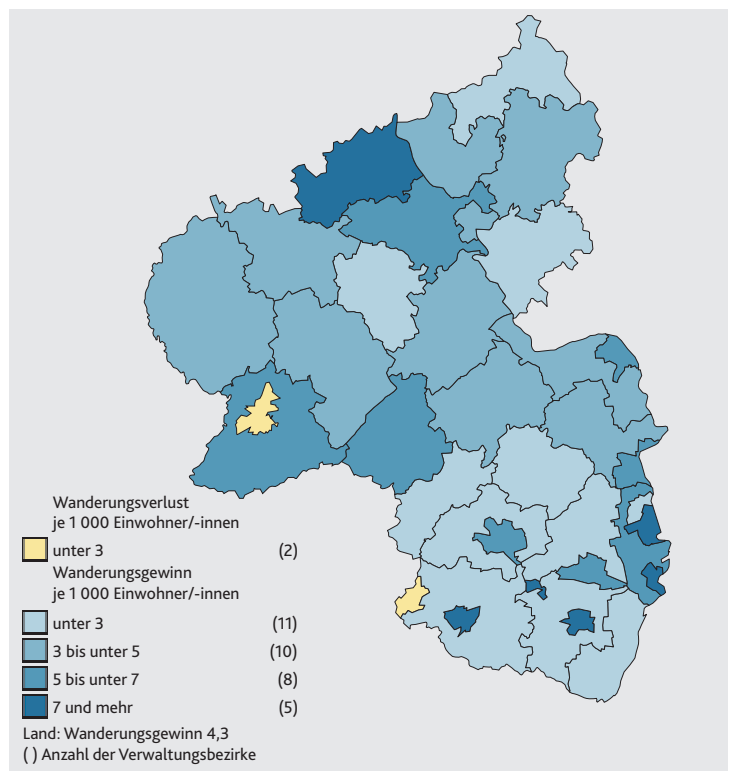 Wanderungsverlust
je 1 000 Einwohner/-innen
unter 3 (2)
Wanderungsgewinn
je 1 000 Einwohner/-innen
unter 3 (11)
3 bis unter 5 (10)
5 bis unter 7 (8)
7 und mehr (5)
Land: Wanderungsgewinn 4,3
( ) Anzahl der Verwaltungsbezirke